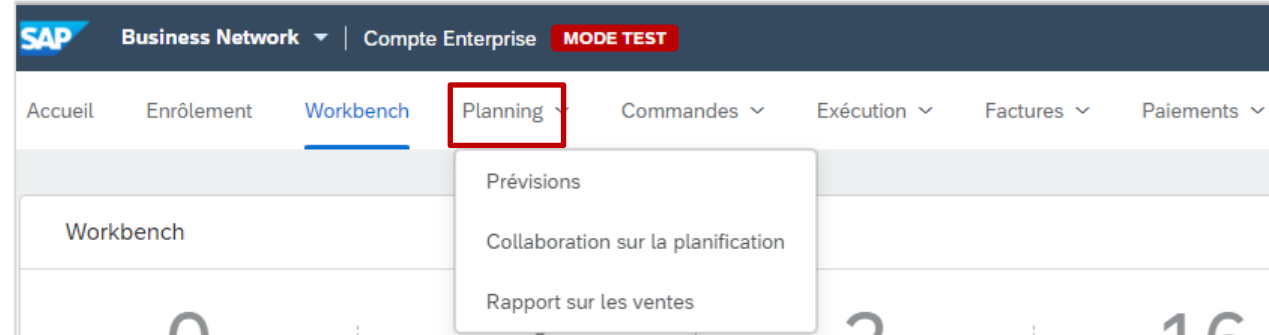 SAP Business Network Compte Enterprise MODE TEST
Accueil Enrôlement Workbench Planning Commandes Exécution Factures Paiements
Prévisions
Workbench
Collaboration sur la planification
Rapport sur les ventes